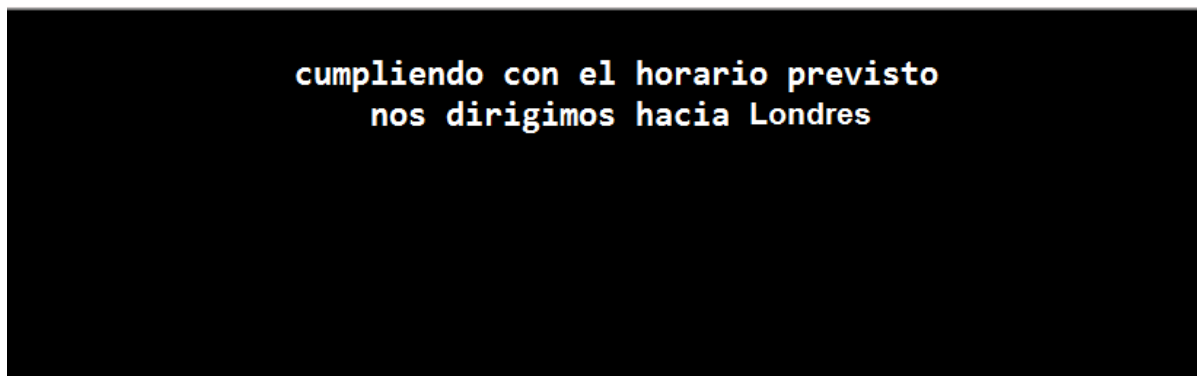 cumpliendo con el horario previsto
nos dirigimos hacia Londres